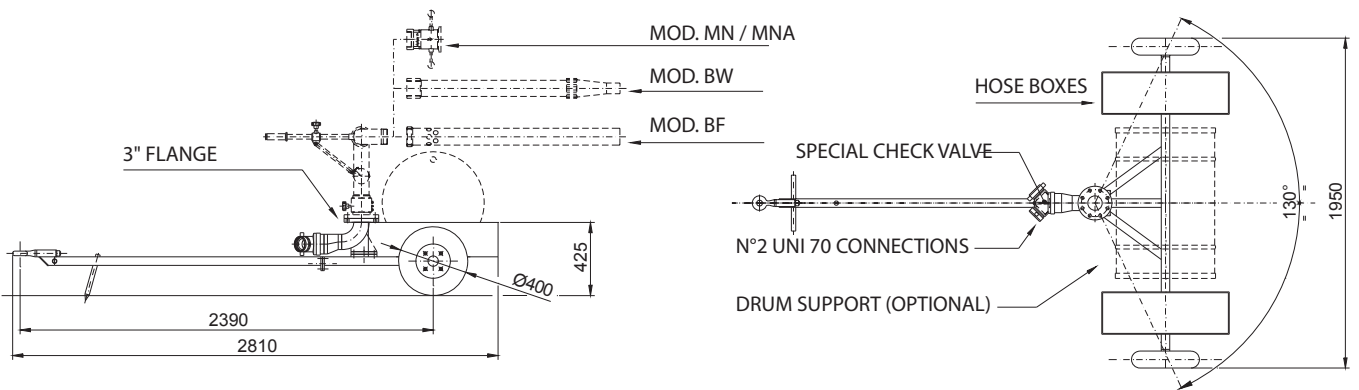 MOD. MN / MNA
MOD. BW
MOD. BF
3" FLANGE
425
Ø400
2390
2810
HOSE BOXES
SPECIAL CHECK VALVE
N°2 UNI 70 CONNECTIONS
DRUM SUPPORT (OPTIONAL)
130°
=
1950